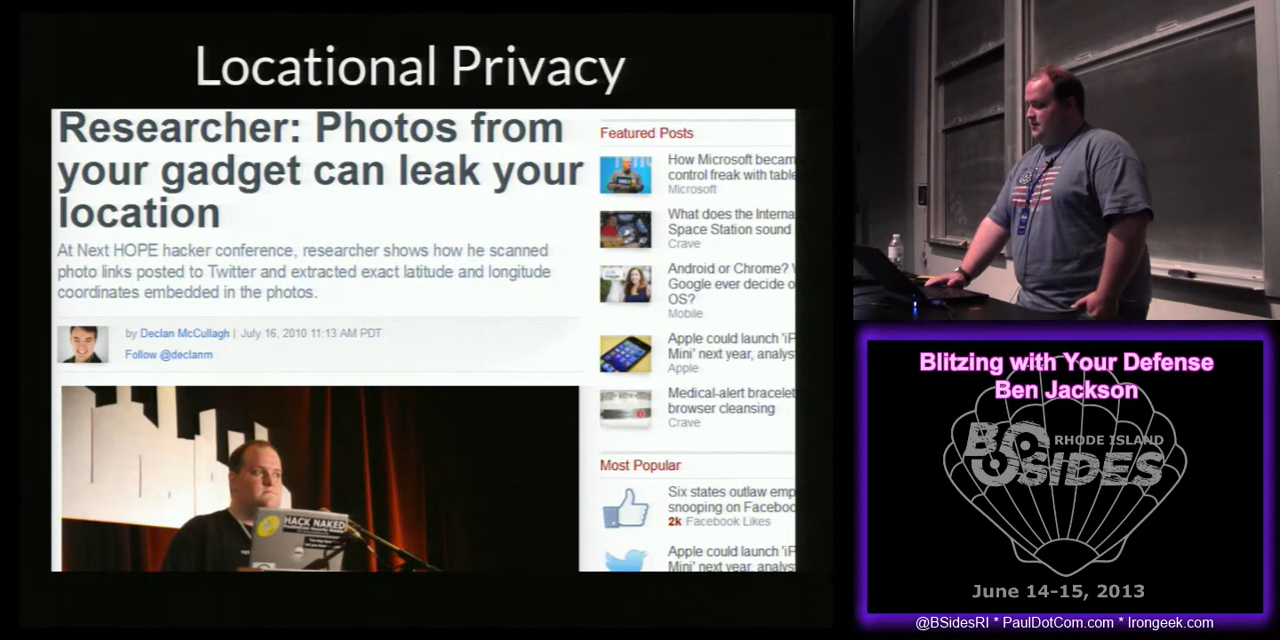 Locational Privacy
Researcher: Photos from
your gadget can leak your
location
At Next HOPE hacker conference, researcher shows how he scanned
photo links posted to Twitter and extracted exact latitude and longitude
coordinates embedded in the photos.
by Declan McCullagh | July 16, 2010 11:13 AM PDT
Follow @declanm
HACK NAKED
Featured Posts
How Microsoft becam
control freak with table
Microsoft
What does the Interna
Space Station sound
Crave
Android or Chrome?
Google ever decide o
OS?
Mobile
Apple could launch 'iP
Mini' next year, analys
Apple
Medical-alert bracelet
browser cleansing
Crave
Most Popular
Six states outlaw emp
snooping on Faceboo
2k Facebook Likes
Apple could launch 'iP
Mini' next year, analys
Blitzing with Your Defense
Ben Jackson
BSIDES RHODE ISLAND
June 14-15, 2013
@BSidesRI * PaulDotCom.com * Irongeek.com